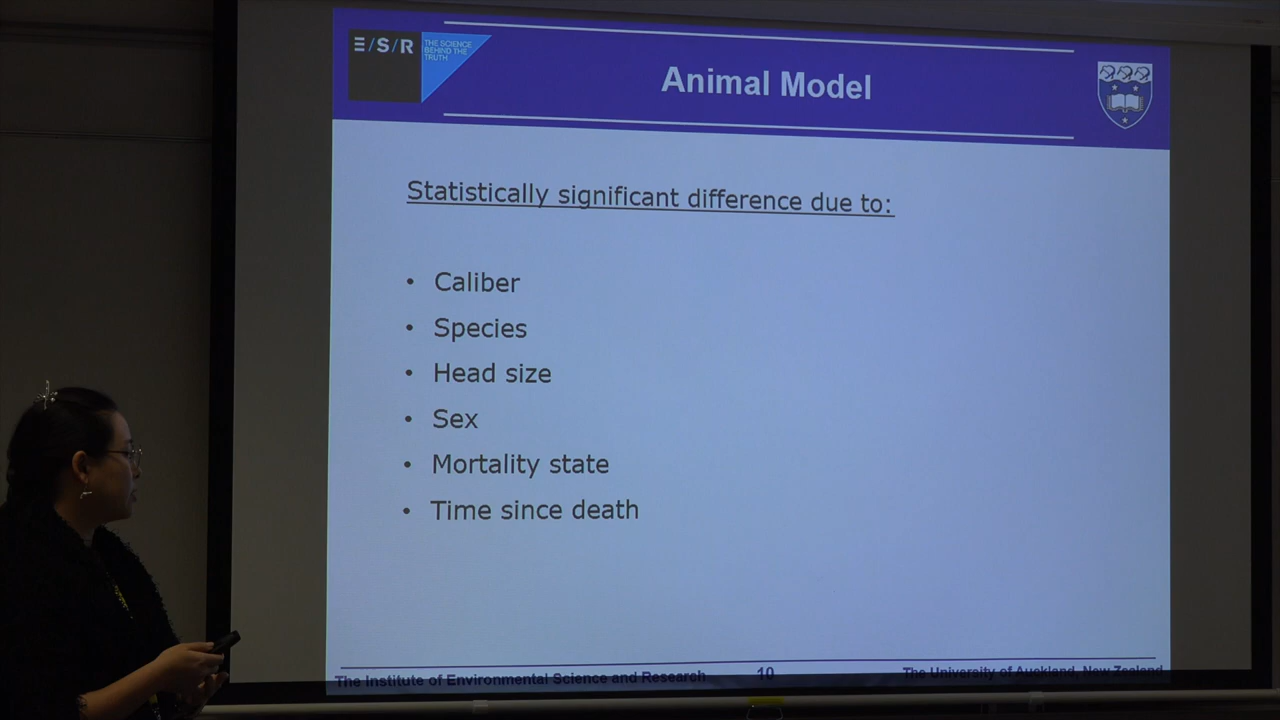 E/S/R
THE SCIENCE
BEHIND THE
TRUTH
Animal Model
Statistically significant difference due to:
• Caliber
• Species
• Head size
• Sex
• Mortality state
• Time since death
The Institute of Environmental Science and Research
10
The University of Auckland, New Zealand